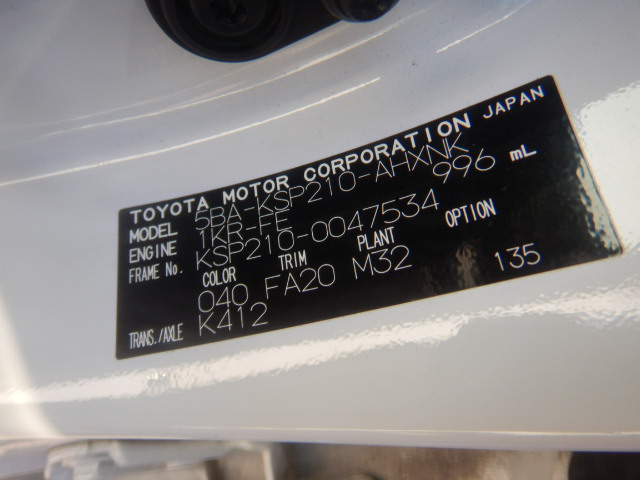 TOYOTA MOTOR CORPORATION JAPAN
MODEL 5BA-KSP210-AHXNK
ENGINE 1KR-FE 996 mL
FRAME No. KSP210-0047534
COLOR TRIM PLANT OPTION
040 FA20 M32 135
TRANS./AXLE K412